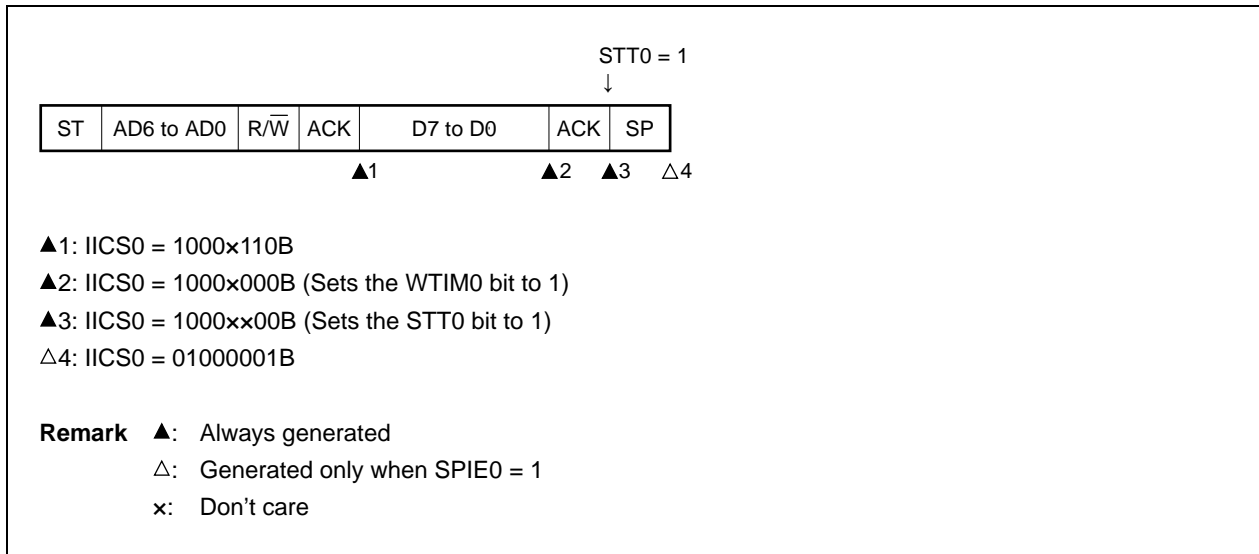 STT0 = 1
↓
ST AD6 to AD0 R/W̅ ACK D7 to D0 ACK SP
▲1 ▲2 ▲3 △4
▲1: IICS0 = 1000×110B
▲2: IICS0 = 1000×000B (Sets the WTIM0 bit to 1)
▲3: IICS0 = 1000××00B (Sets the STT0 bit to 1)
△4: IICS0 = 01000001B
Remark ▲: Always generated
△: Generated only when SPIE0 = 1
×: Don't care